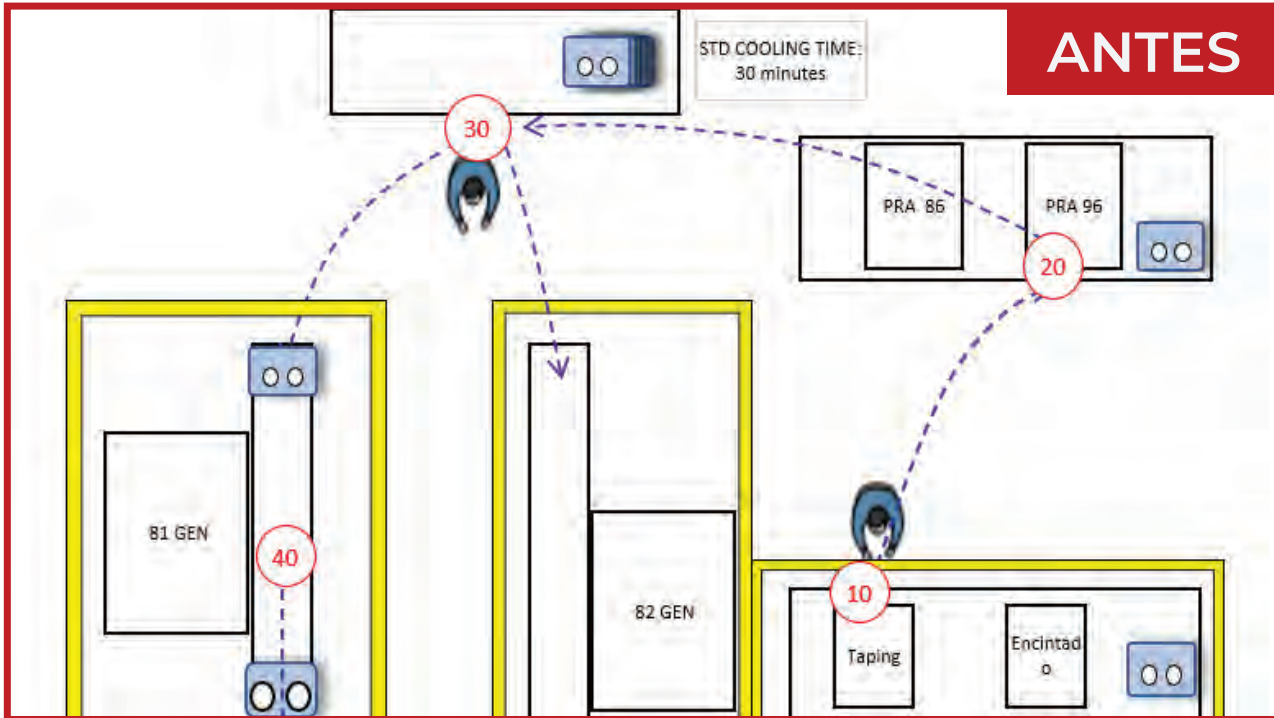 ANTES
STD COOLING TIME:
30 minutes
30
PRA 86
PRA 96
20
81 GEN
40
82 GEN
10
Taping
Encintad
o